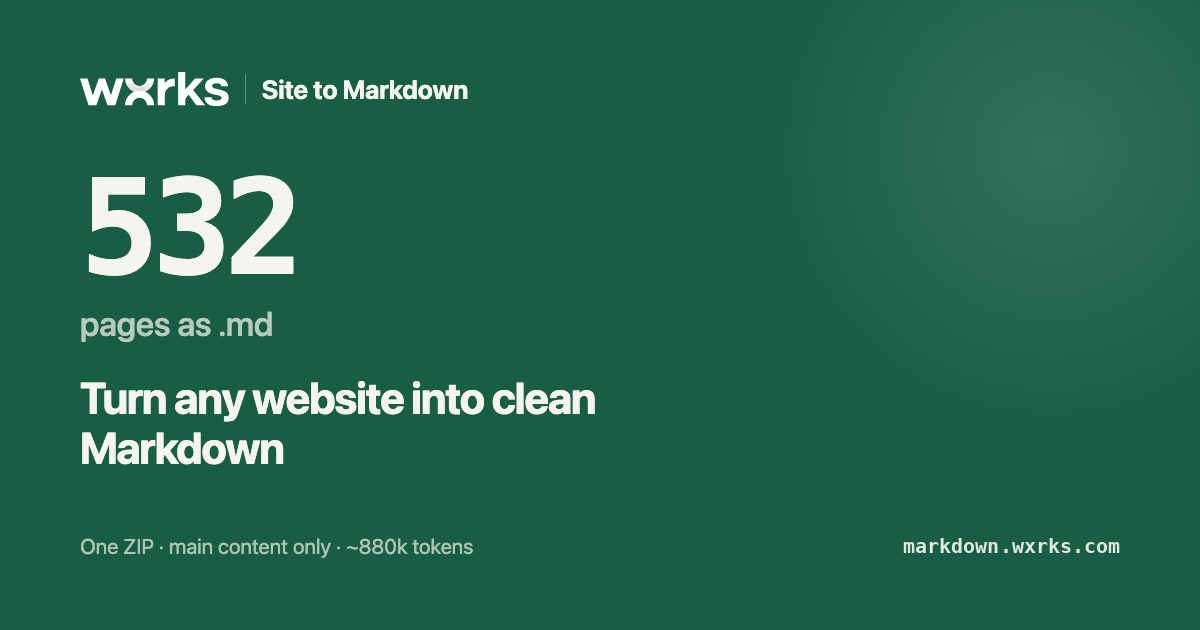 wxrks
Site to Markdown
532
pages as .md
Turn any website into clean
Markdown
One ZIP · main content only · ~880k tokens
markdown.wxrks.com